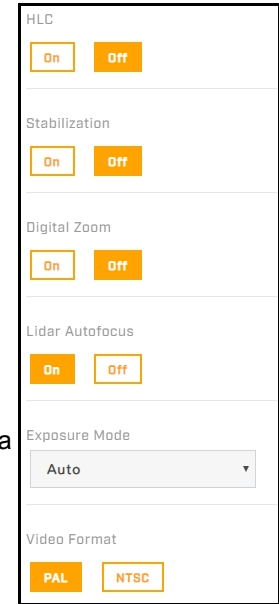 HLC
On Off
Stabilization
On Off
Digital Zoom
On Off
Lidar Autofocus
On Off
a
Exposure Mode
Auto
Video Format
PAL NTSC